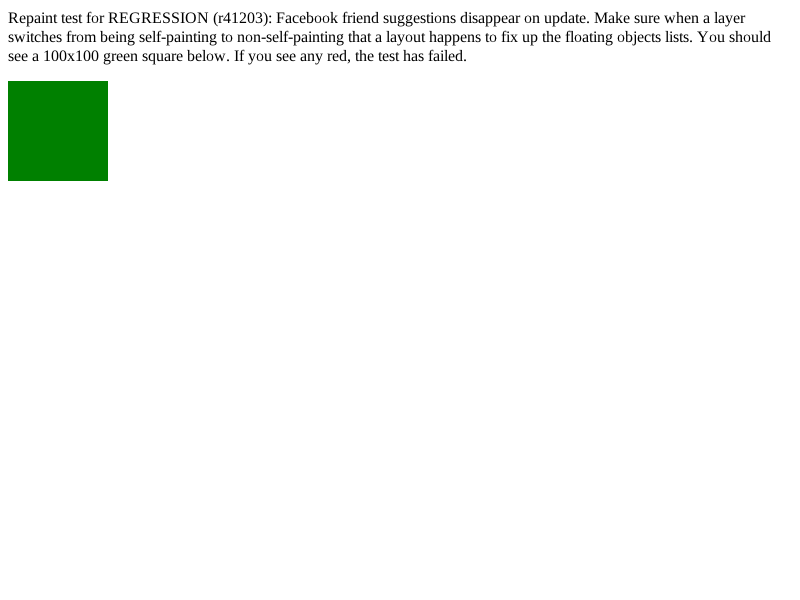 Repaint test for REGRESSION (r41203): Facebook friend suggestions disappear on update. Make sure when a layer
switches from being self-painting to non-self-painting that a layout happens to fix up the floating objects lists. You should
see a 100x100 green square below. If you see any red, the test has failed.